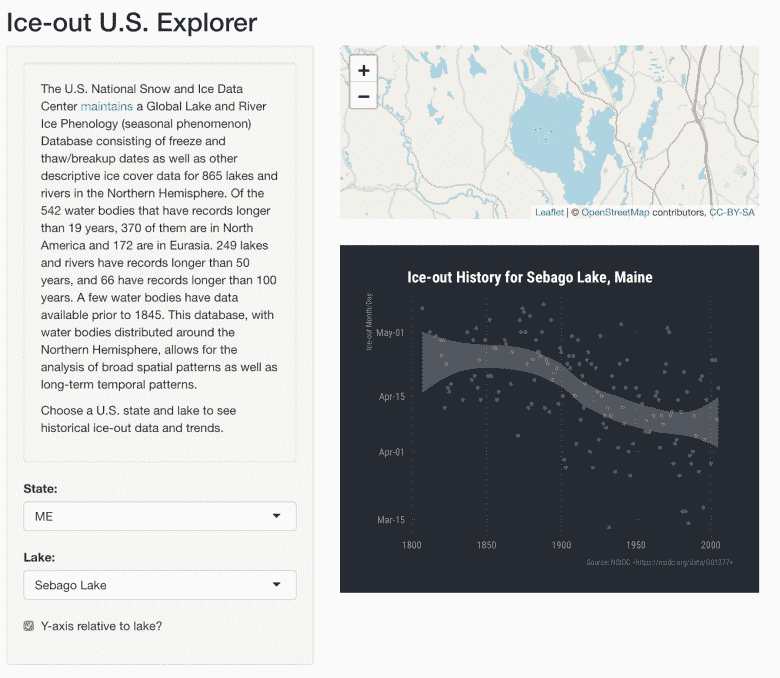 Ice-out U.S. Explorer
The U.S. National Snow and Ice Data
Center maintains a Global Lake and River
Ice Phenology (seasonal phenomenon)
Database consisting of freeze and
thaw/breakup dates as well as other
descriptive ice cover data for 865 lakes and
rivers in the Northern Hemisphere. Of the
542 water bodies that have records longer
than 19 years, 370 of them are in North
America and 172 are in Eurasia. 249 lakes
and rivers have records longer than 50
years, and 66 have records longer than 100
years. A few water bodies have data
available prior to 1845. This database, with
water bodies distributed around the
Northern Hemisphere, allows for the
analysis of broad spatial patterns as well as
long-term temporal patterns.
Choose a U.S. state and lake to see
historical ice-out data and trends.
State:
ME
Lake:
Sebago Lake
Y-axis relative to lake?
+
−
Leaflet | © OpenStreetMap contributors, CC-BY-SA
Ice-out History for Sebago Lake, Maine
Ice-out Month/Day
May-01
Apr-15
Apr-01
Mar-15
1800 1850 1900 1950 2000
Source: NSIDC <https://nsidc.org/data/G01377>